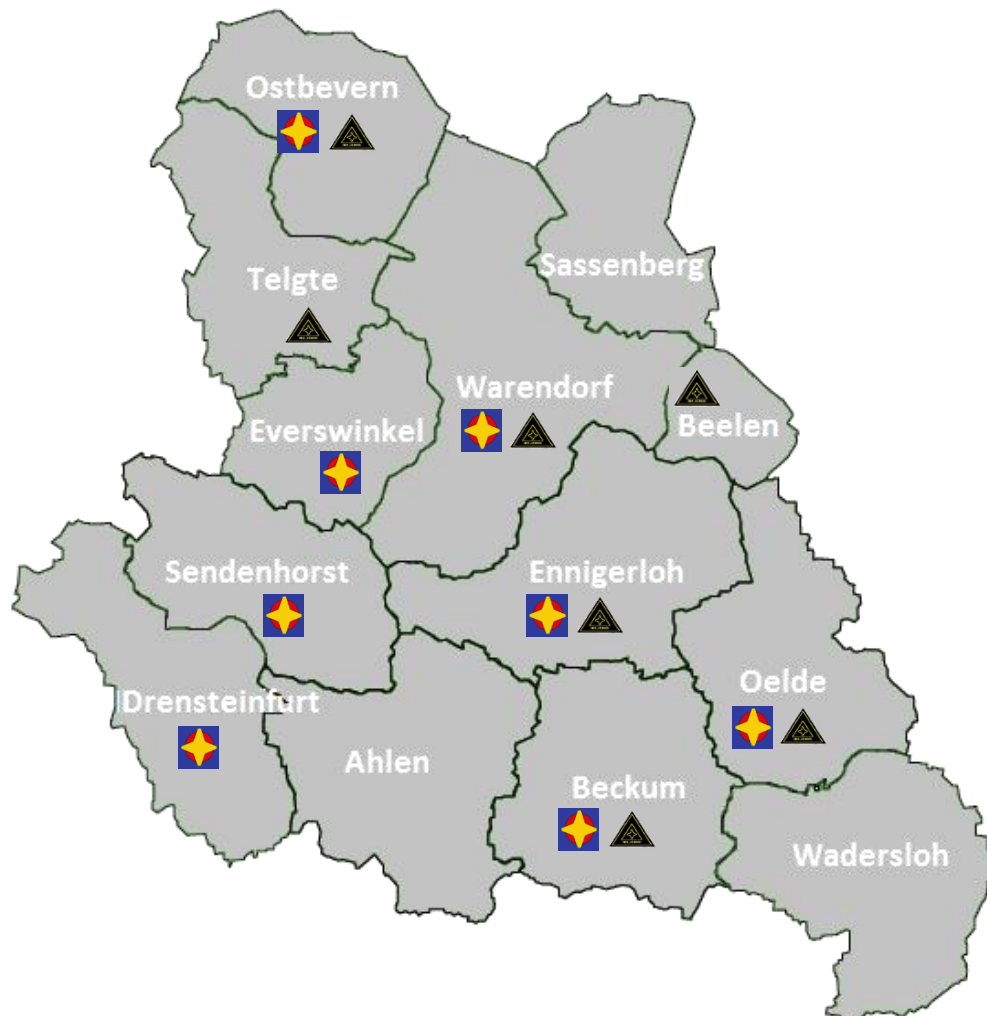 Ostbevern
Sassenberg
Telgte
Warendorf
Beelen
Everswinkel
Sendenhorst
Ennigerloh
Oelde
Drensteinfurt
Ahlen
Beckum
Wadersloh